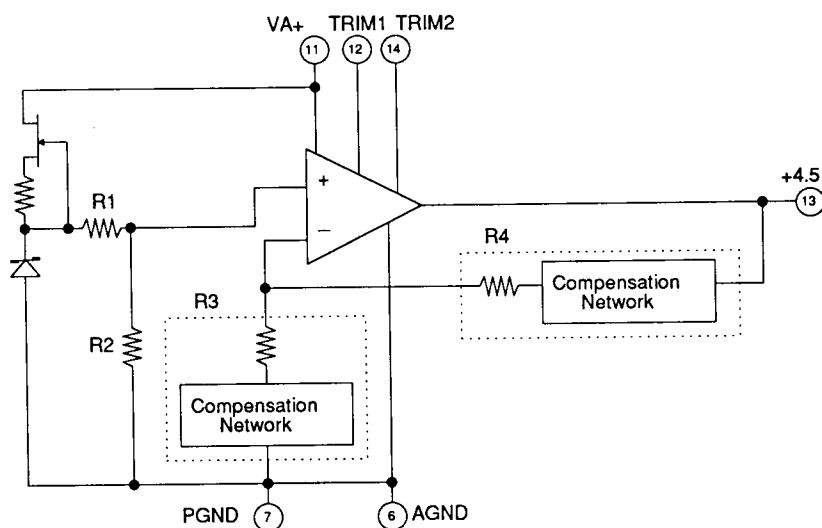 VA+ TRIM1 TRIM2
11 12 14
R1
+
+4.5
13
−
R4
Compensation
Network
R3
R2
Compensation
Network
PGND 7 6 AGND